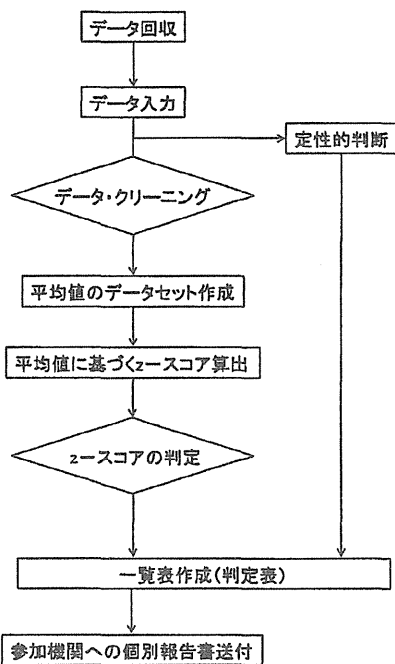 データ回収
データ入力
定性的判断
データ・クリーニング
平均値のデータセット作成
平均値に基づくz－スコア算出
z－スコアの判定
一覧表作成(判定表)
参加機関への個別報告書送付